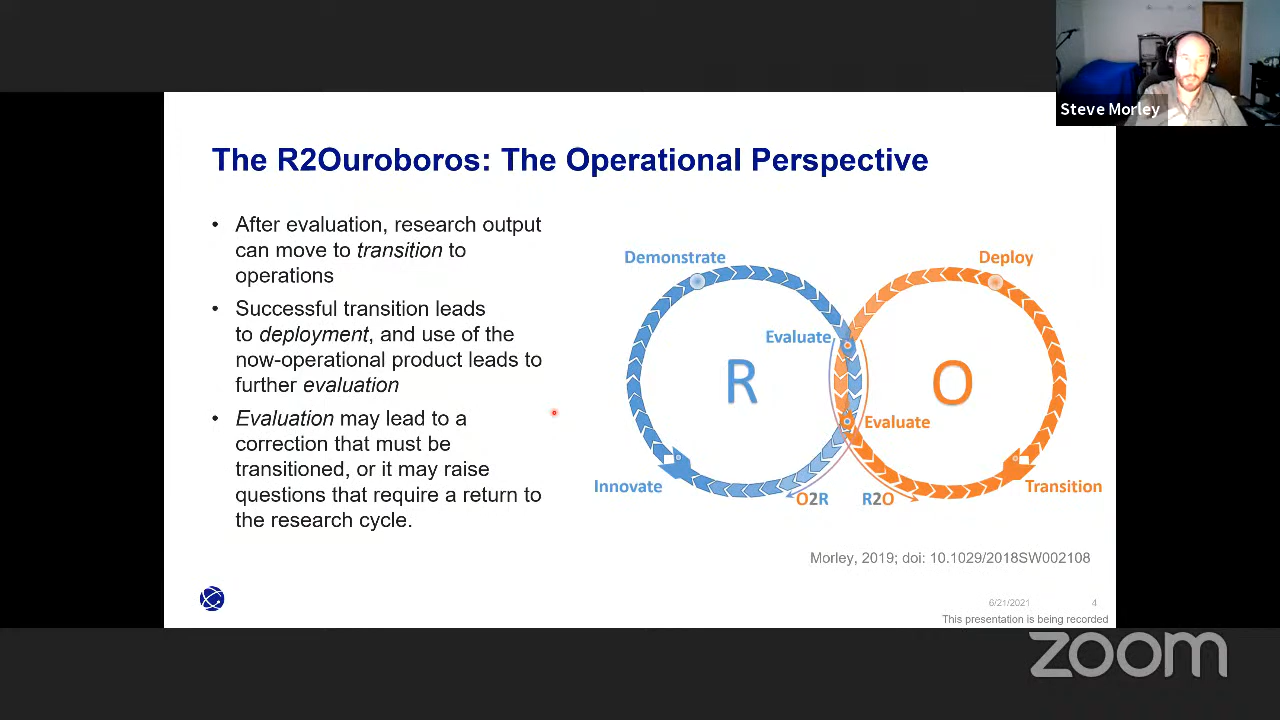 Steve Morley
The R2Ouroboros: The Operational Perspective
• After evaluation, research output
can move to transition to
operations
• Successful transition leads
to deployment, and use of the
now-operational product leads to
further evaluation
• Evaluation may lead to a
correction that must be
transitioned, or it may raise
questions that require a return to
the research cycle.
Demonstrate
Deploy
Evaluate
R
O
Evaluate
Innovate
O2R
R2O
Transition
Morley, 2019; doi: 10.1029/2018SW002108
6/21/2021
4
This presentation is being recorded
zoom